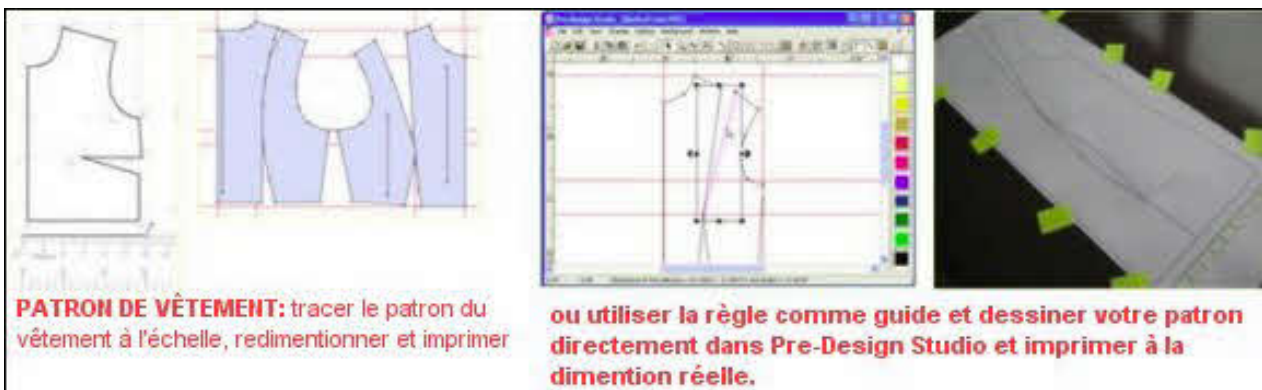 PATRON DE VÊTEMENT: tracer le patron du
vêtement à l'échelle, redimentionner et imprimer
ou utiliser la règle comme guide et dessiner votre patron
directement dans Pre-Design Studio et imprimer à la
dimention réelle.